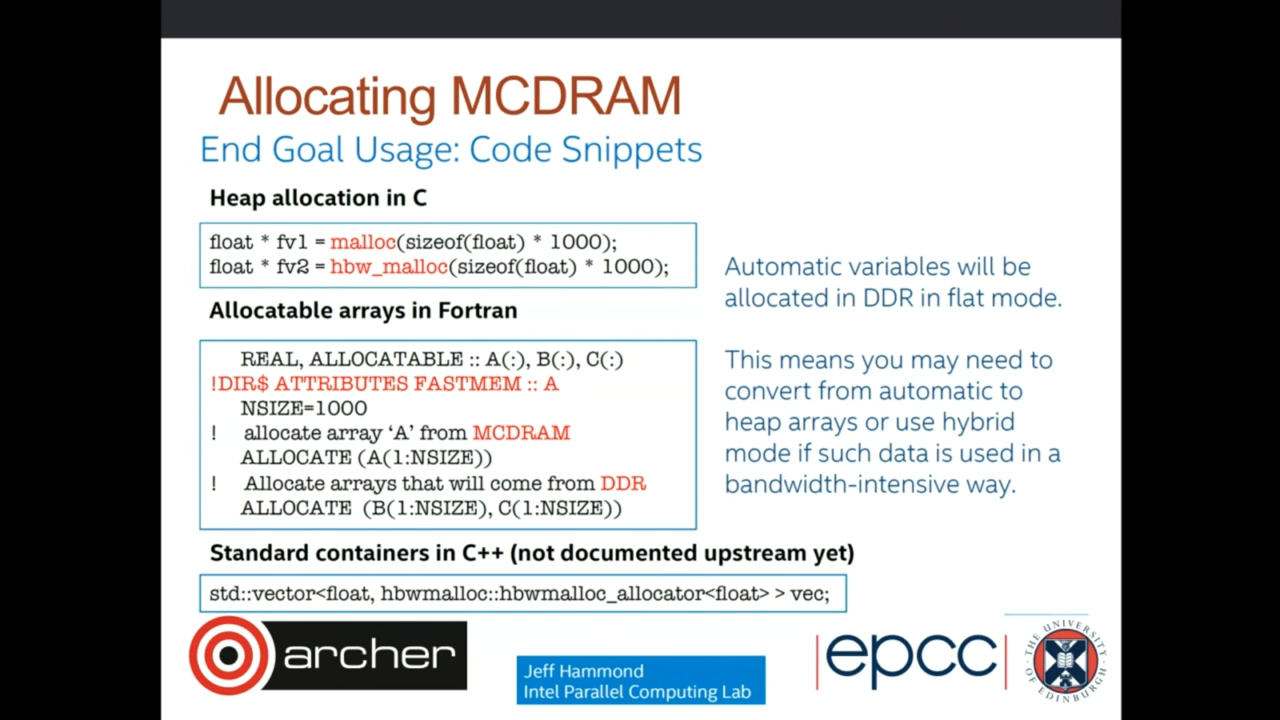 Allocating MCDRAM
End Goal Usage: Code Snippets
Heap allocation in C
float * fv1 = malloc(sizeof(float) * 1000);
float * fv2 = hbw_malloc(sizeof(float) * 1000);
Allocatable arrays in Fortran
REAL, ALLOCATABLE :: A(:), B(:), C(:)
!DIR$ ATTRIBUTES FASTMEM :: A
NSIZE=1000
! allocate array ‘A’ from MCDRAM
ALLOCATE (A(1:NSIZE))
! Allocate arrays that will come from DDR
ALLOCATE (B(1:NSIZE), C(1:NSIZE))
Automatic variables will be
allocated in DDR in flat mode.
This means you may need to
convert from automatic to
heap arrays or use hybrid
mode if such data is used in a
bandwidth-intensive way.
Standard containers in C++ (not documented upstream yet)
std::vector<float, hbwmalloc::hbwmalloc_allocator<float> > vec;
archer
Jeff Hammond
Intel Parallel Computing Lab
|epcc|
THE UNIVERSITY OF EDINBURGH